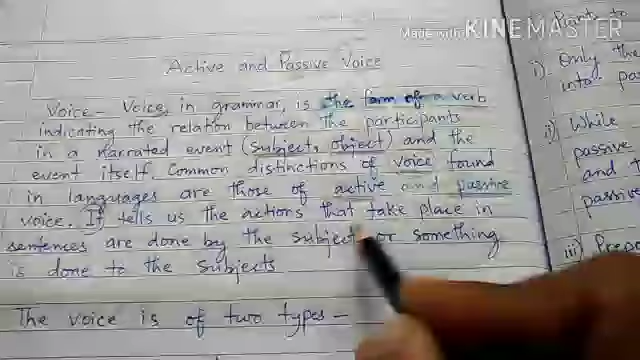 Made with KINEMASTER
Active and Passive Voice
Voice - Voice, in grammar, is the form of a verb
indicating the relation between the participants
in a narrated event (subject, object) and the
event itself. Common distinctions of voice found
in languages are those of active and passive
voice. It tells us the actions that take place in
sentences are done by the subject or something
is done to the subjects
The voice is of two types -
Points to
i) Only the
into pas
ii) While
passive
and
passive
iii) Prepo